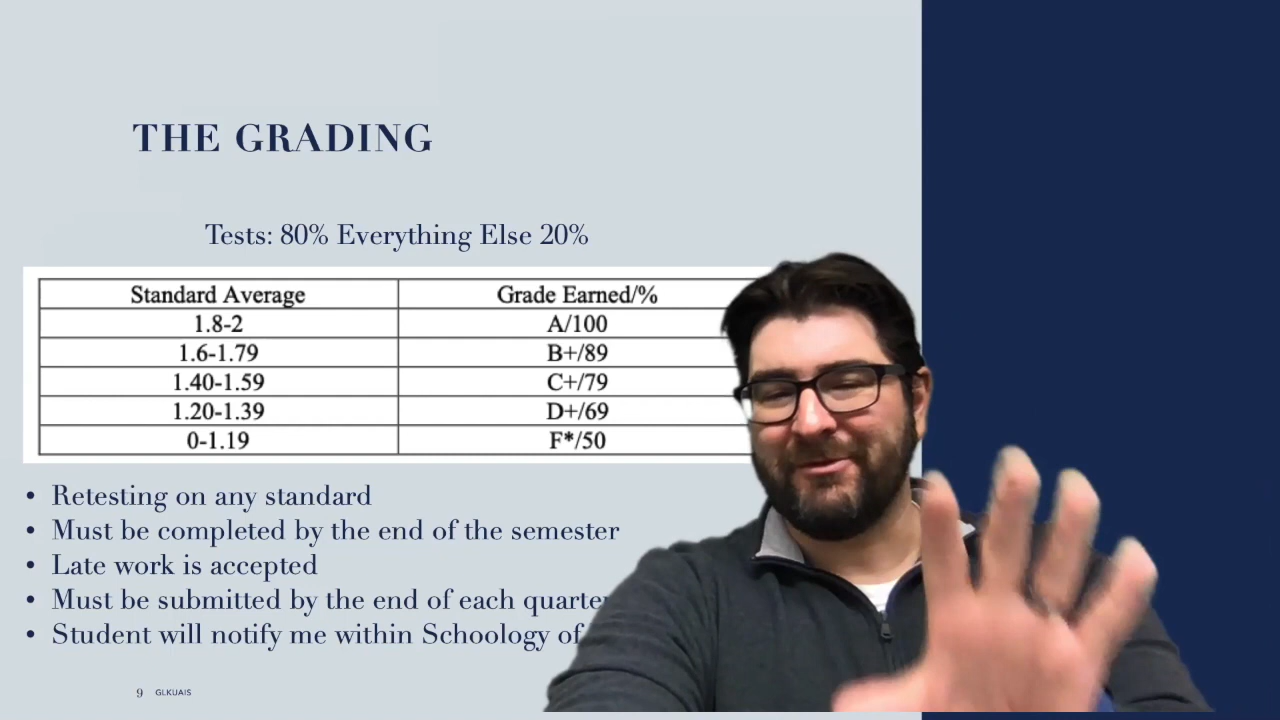 THE GRADING
Tests: 80% Everything Else 20%
Standard Average Grade Earned/%
1.8-2 A/100
1.6-1.79 B+/89
1.40-1.59 C+/79
1.20-1.39 D+/69
0-1.19 F*/50
• Retesting on any standard
• Must be completed by the end of the semester
• Late work is accepted
• Must be submitted by the end of each quarter
• Student will notify me within Schoology of
9 GLKUAIS